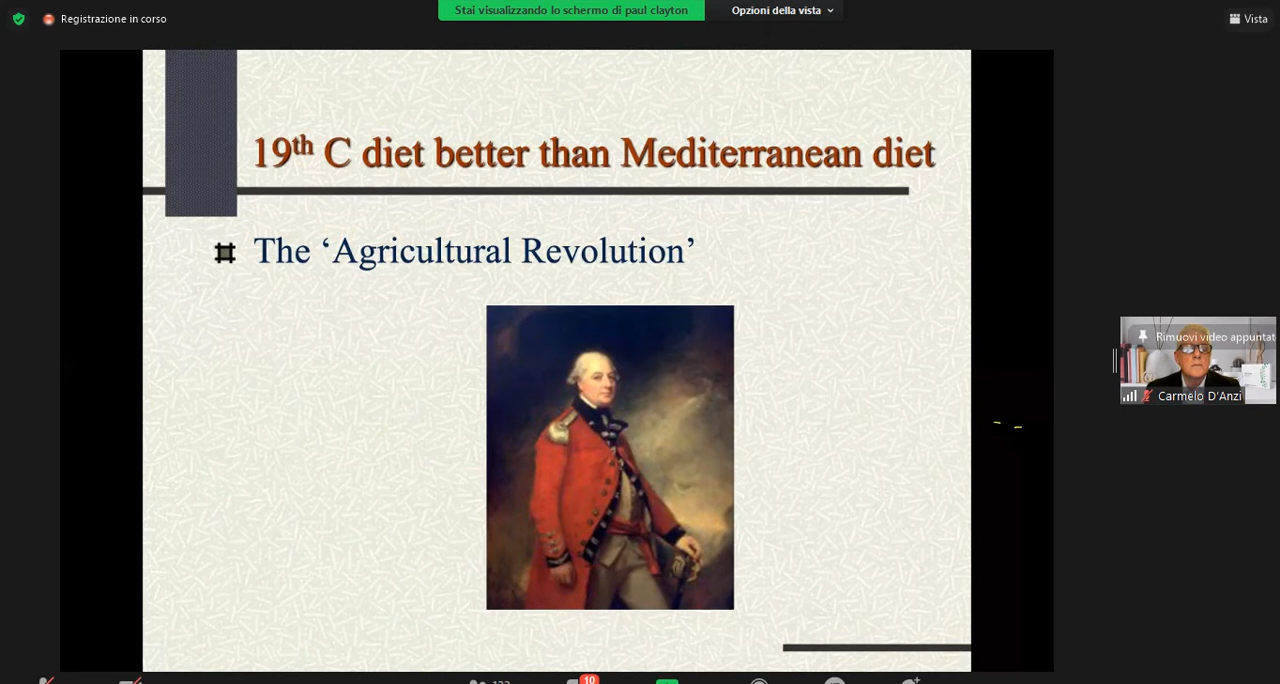 Registrazione in corso
Stai visualizzando lo schermo di paul clayton
Opzioni della vista
Vista
19th C diet better than Mediterranean diet
The ‘Agricultural Revolution’
Rimuovi video appuntat
Carmelo D'Anzi
10